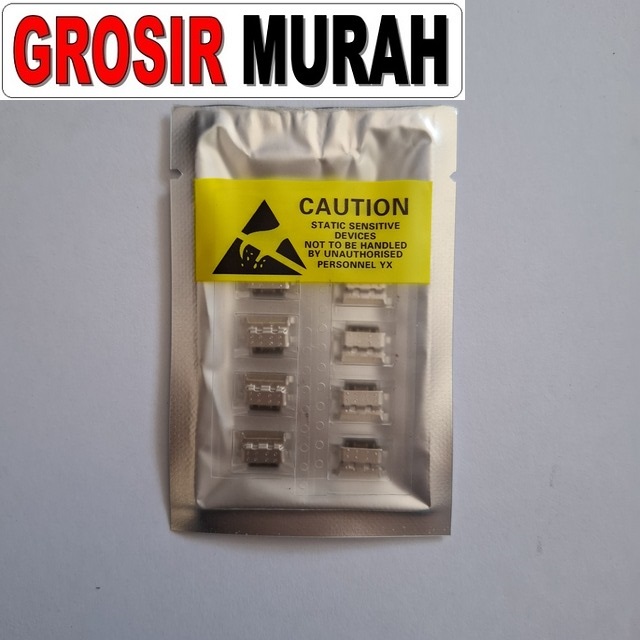 GROSIR MURAH
CAUTION
STATIC SENSITIVE
DEVICES
NOT TO BE HANDLED
BY UNAUTHORISED
PERSONNEL YX